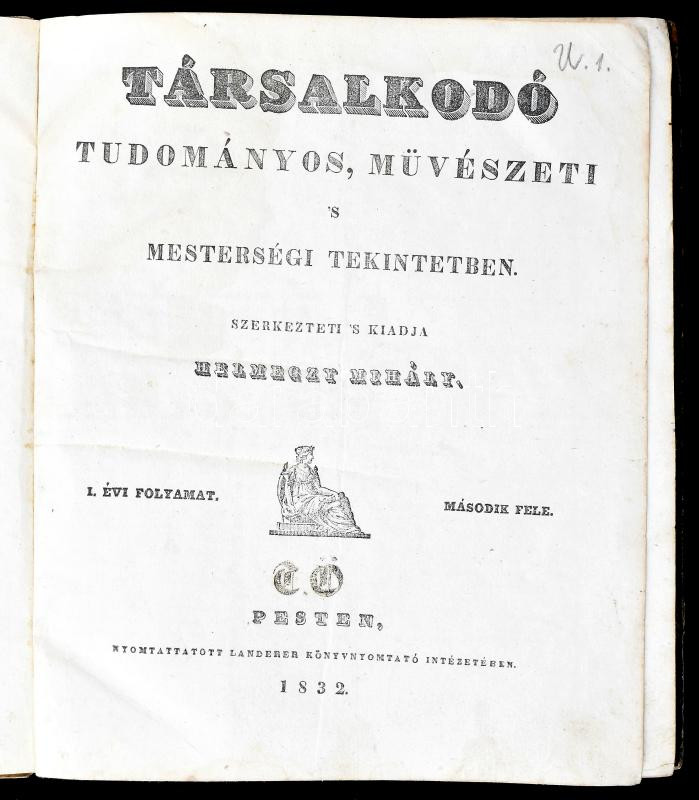 U. 1.
TÁRSALKODÓ
TUDOMÁNYOS, MÜVÉSZETI
'S
MESTERSÉGI TEKINTETBEN.
SZERKEZTETI 'S KIADJA
HELMECZY MIHÁLY.
I. ÉVI FOLYAMAT.
MÁSODIK FELE.
C. Ő
PESTEN,
NYOMTATTATOTT LANDERER KÖNYVNYOMTATÓ INTÉZETÉBEN.
1832.